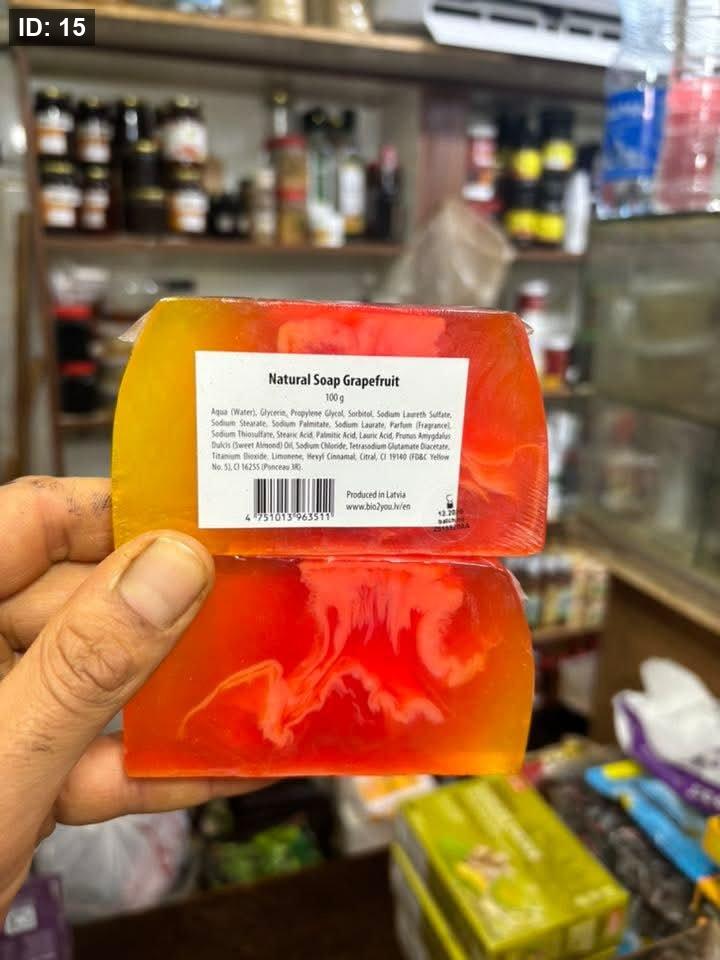 ID: 15
Natural Soap Grapefruit
100 g
Aqua (Water), Glycerin, Propylene Glycol, Sorbitol, Sodium Laureth Sulfate,
Sodium Stearate, Sodium Palmitate, Sodium Laurate, Parfum (Fragrance),
Sodium Thiosulfate, Stearic Acid, Palmitic Acid, Lauric Acid, Prunus Amygdalus
Dulcis (Sweet Almond) Oil, Sodium Chloride, Tetrasodium Glutamate Diacetate,
Titanium Dioxide, Limonene, Hexyl Cinnamal, Citral, CI 19140 (FD&C Yellow
No. 5), CI 16255 (Ponceau 3R).
Produced in Latvia
www.bio2you.lv/en
4 751013 963511